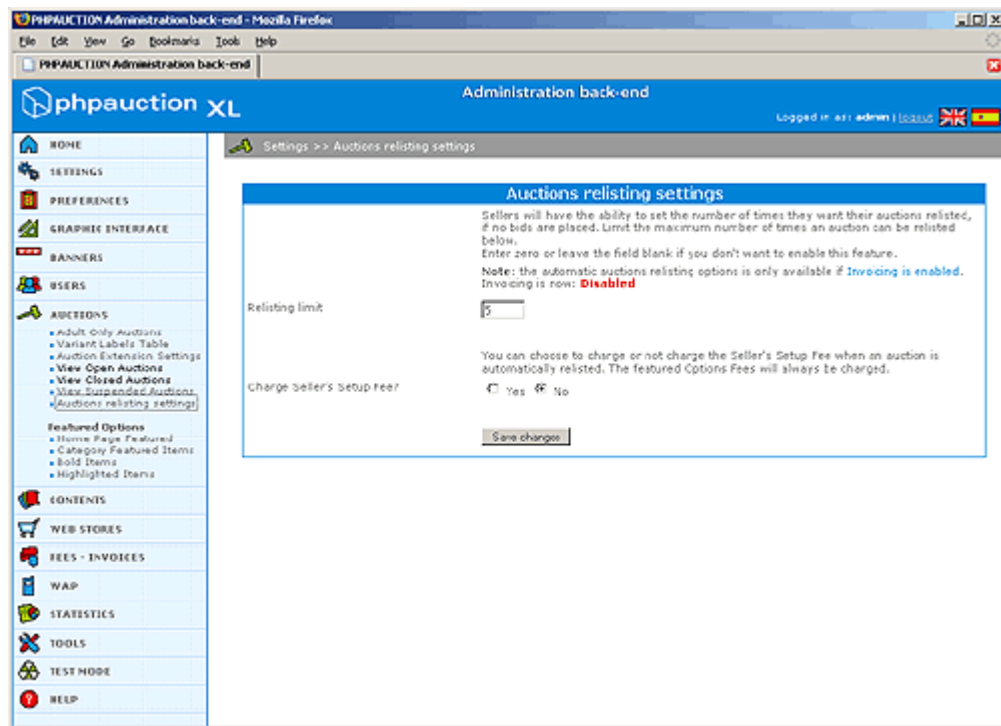 PHPAUCTION Administration back-end - Mozilla Firefox
File Edit View Go Bookmarks Tools Help
PHPAUCTION Administration back-end
phpauction XL
Administration back-end
Logged in as: admin | logout
HOME
SETTINGS
PREFERENCES
GRAPHIC INTERFACE
BANNERS
USERS
AUCTIONS
Adult Only Auctions
Variant Labels Table
Auction Extension Settings
View Open Auctions
View Closed Auctions
View Suspended Auctions
Auctions relisting settings
Featured Options
Home Page Featured
Category Featured Items
Bold Items
Highlighted Items
CONTENTS
WEB STORES
FEES - INVOICES
WAP
STATISTICS
TOOLS
TEST MODE
HELP
Settings >> Auctions relisting settings
Auctions relisting settings
Sellers will have the ability to set the number of times they want their auctions relisted,
if no bids are placed. Limit the maximum number of times an auction can be relisted
below.
Enter zero or leave the field blank if you don't want to enable this feature.
Note: the automatic auctions relisting options is only available if Invoicing is enabled.
Invoicing is now: Disabled
Relisting limit
5
You can choose to charge or not charge the Seller's Setup Fee when an auction is
automatically relisted. The featured Options Fees will always be charged.
Charge Seller's Setup Fee?
Yes No
Save changes